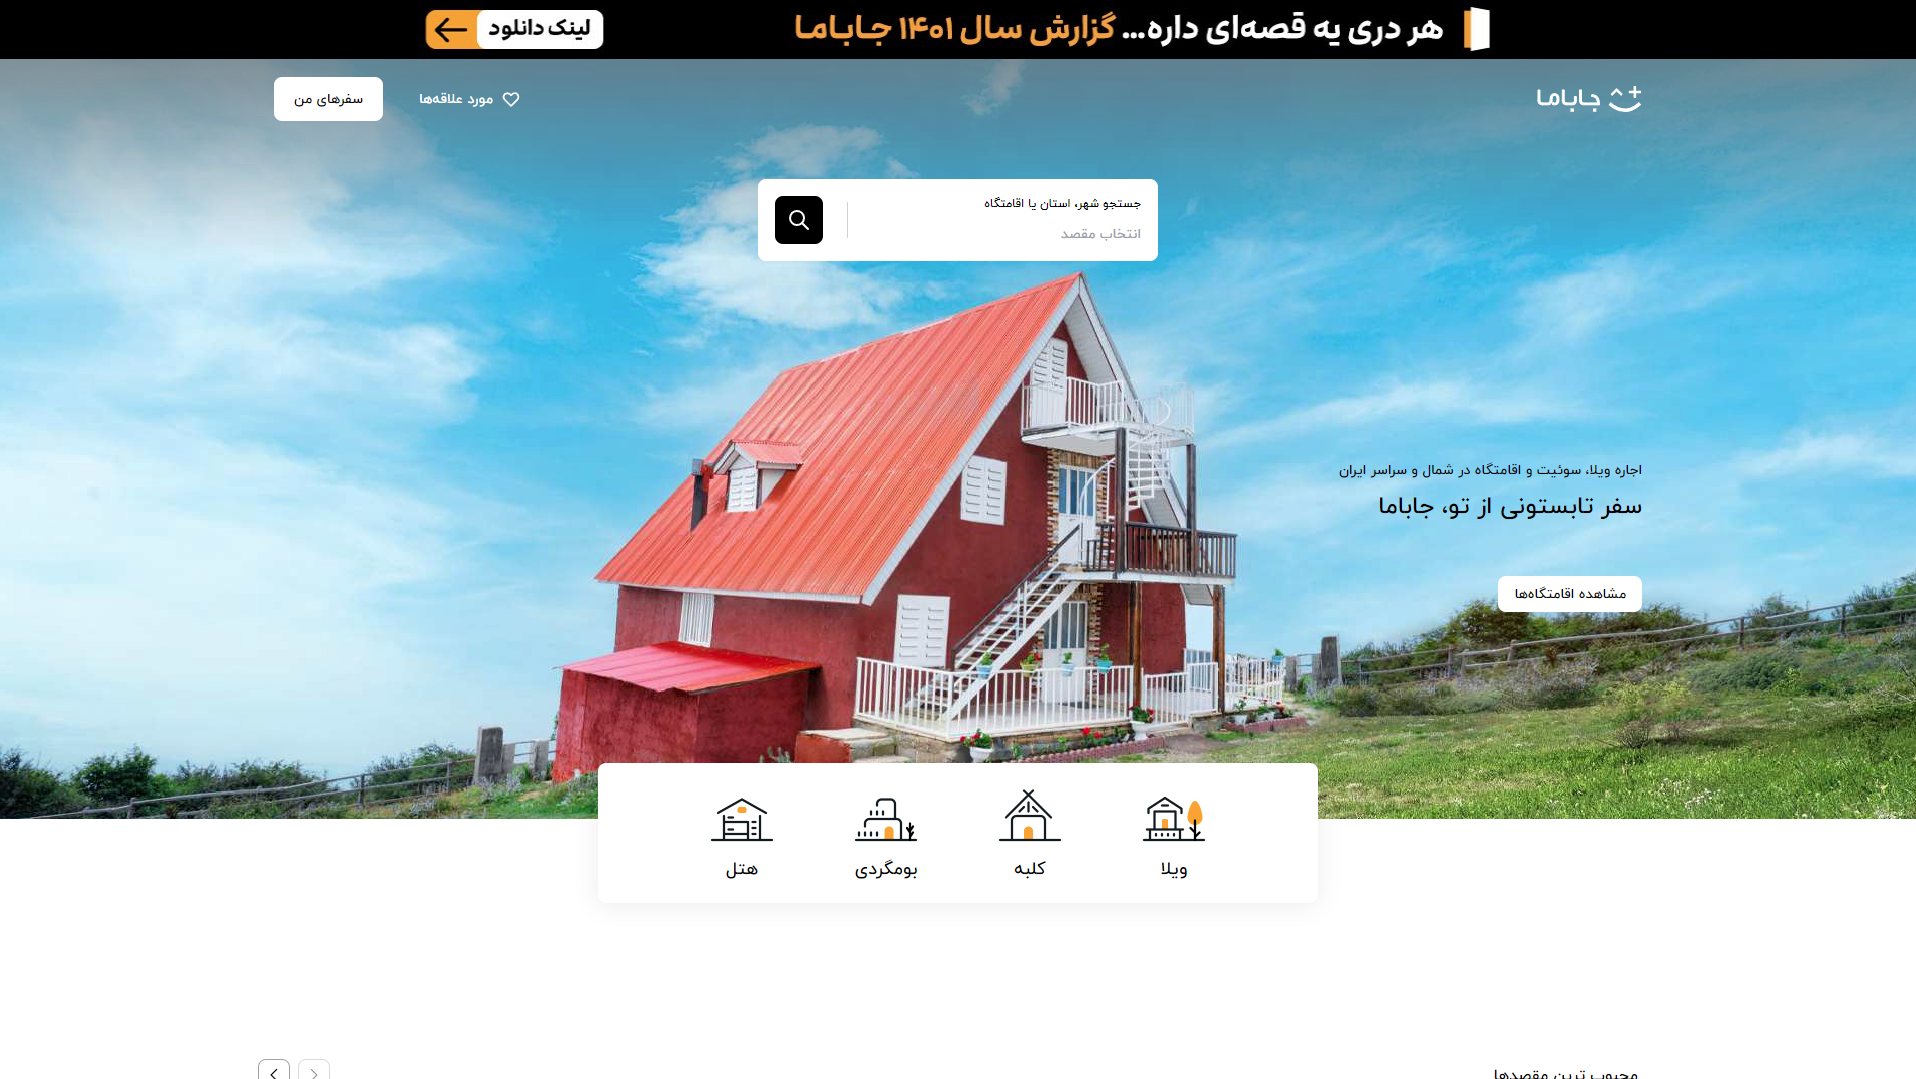 هر دری یه قصه‌ای داره... گزارش سال ۱۴۰۱ جاباما
لینک دانلود
جاباما
مورد علاقه‌ها
سفرهای من
جستجو شهر، استان یا اقامتگاه
انتخاب مقصد
اجاره ویلا، سوئیت و اقامتگاه در شمال و سراسر ایران
سفر تابستونی از تو، جاباما
مشاهده اقامتگاه‌ها
ویلا
کلبه
بومگردی
هتل
محبوب ترین مقصدها